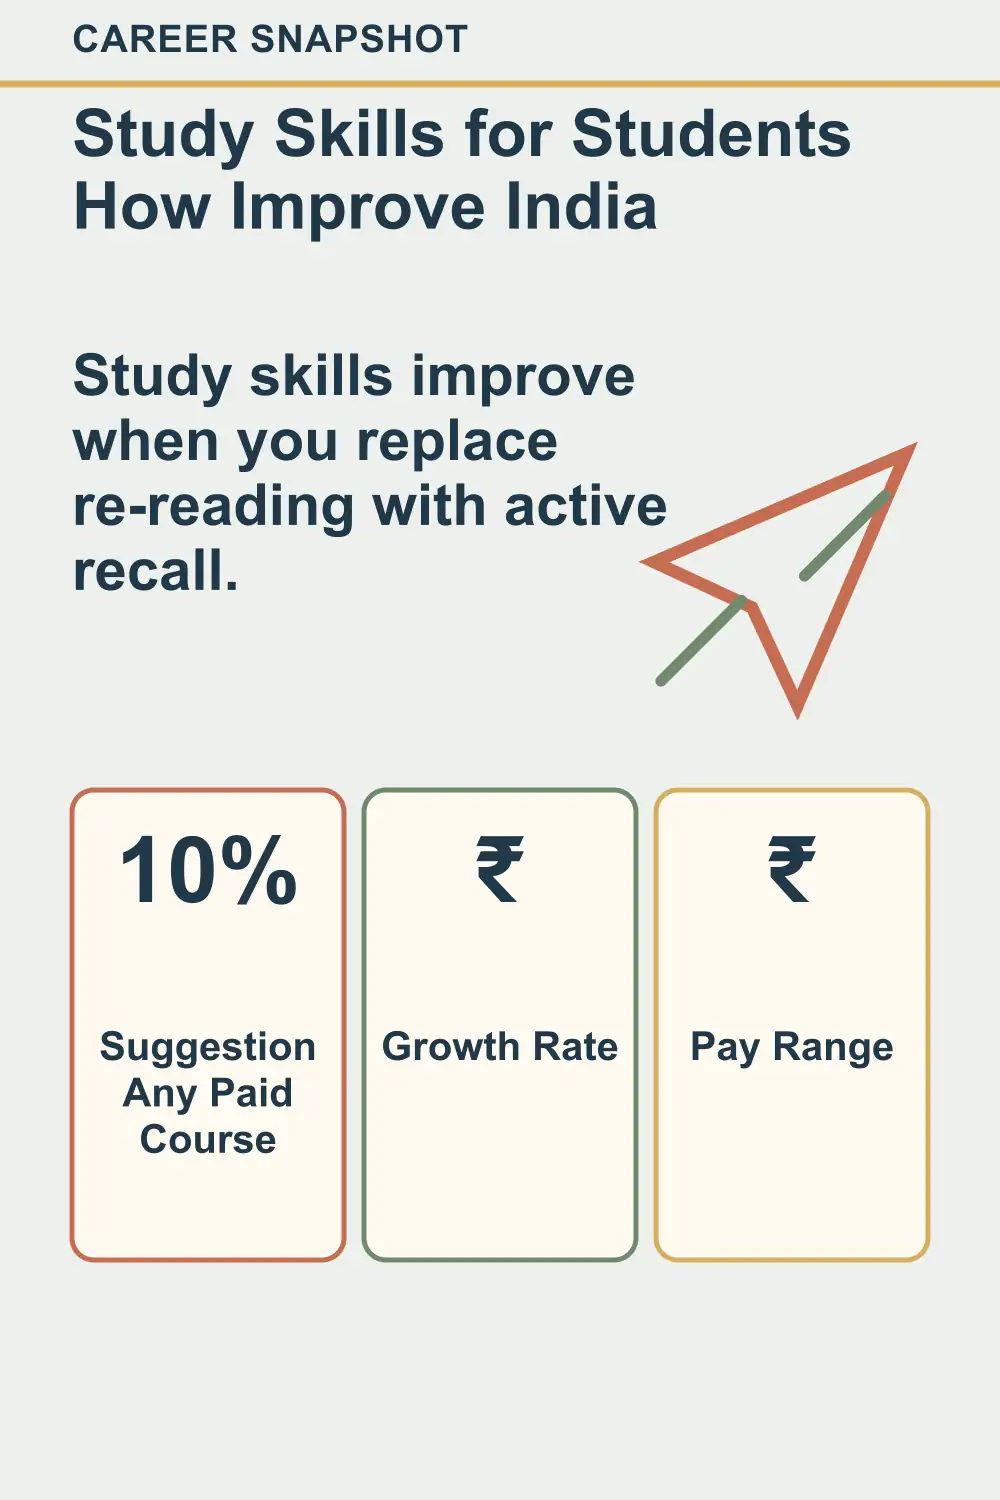 CAREER SNAPSHOT
Study Skills for Students
How Improve India
Study skills improve
when you replace
re-reading with active
recall.
10%
Suggestion
Any Paid
Course
₹
Growth Rate
₹
Pay Range